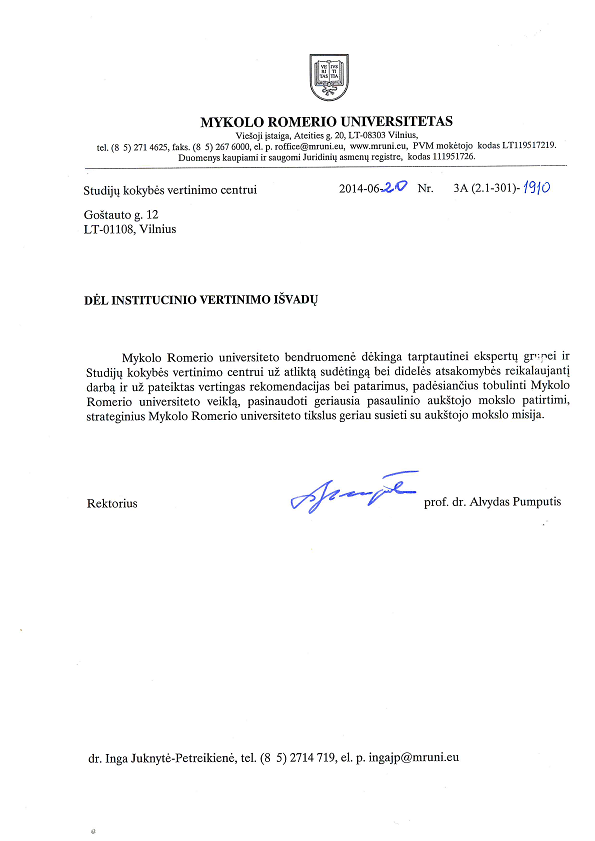 VE IVS
RI TI
TAS TIA
MYKOLO ROMERIO UNIVERSITETAS
Viešoji įstaiga, Ateities g. 20, LT-08303 Vilnius,
tel. (8 5) 271 4625, faks. (8 5) 267 6000, el. p. roffice@mruni.eu, www.mruni.eu, PVM mokėtojo kodas LT119517219.
Duomenys kaupiami ir saugomi Juridinių asmenų registre, kodas 111951726.
Studijų kokybės vertinimo centrui 2014-06-20 Nr. 3A (2.1-301)-1910
Goštauto g. 12
LT-01108, Vilnius
DĖL INSTITUCINIO VERTINIMO IŠVADŲ
Mykolo Romerio universiteto bendruomenė dėkinga tarptautinei ekspertų grupei ir
Studijų kokybės vertinimo centrui už atliktą sudėtingą bei didelės atsakomybės reikalaujantį
darbą ir už pateiktas vertingas rekomendacijas bei patarimus, padėsiančius tobulinti Mykolo
Romerio universiteto veiklą, pasinaudoti geriausia pasaulinio aukštojo mokslo patirtimi,
strateginius Mykolo Romerio universiteto tikslus geriau susieti su aukštojo mokslo misija.
Rektorius prof. dr. Alvydas Pumputis
dr. Inga Juknytė-Petreikienė, tel. (8 5) 2714 719, el. p. ingajp@mruni.eu